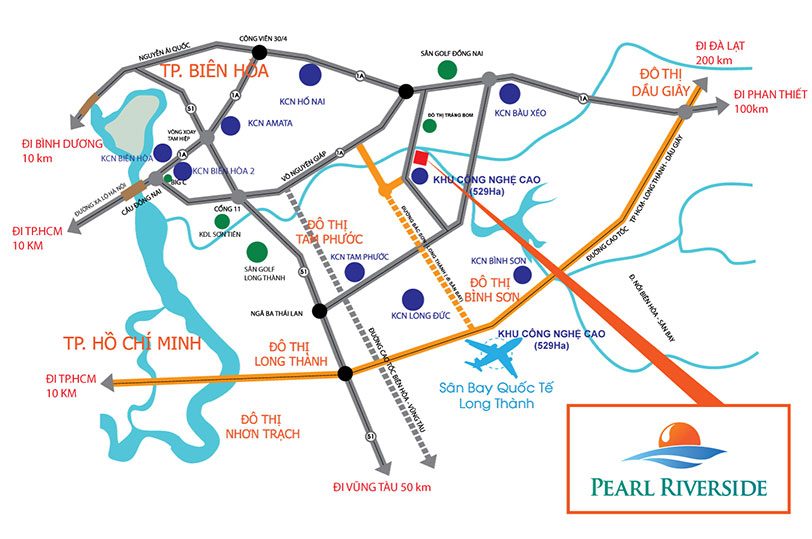 NGUYỄN ÁI QUỐC
CÔNG VIÊN 30/4
TP. BIÊN HÒA
1A
SÂN GOLF ĐỒNG NAI
ĐI ĐÀ LẠT
200 km
ĐÔ THỊ
DẦU GIÂY
ĐI PHAN THIẾT
100km
KCN HỐ NAI
51
1A
1A
1A
KCN BÀU XÉO
KCN AMATA
ĐÔ THỊ TRẢNG BOM
ĐI BÌNH DƯƠNG
10 km
VÒNG XOAY
TAM HIỆP
KCN BIÊN HÒA
1A
1A
KCN BIÊN HÒA 2
BIG C
VÕ NGUYÊN GIÁP
KHU CÔNG NGHỆ CAO
(529Ha)
ĐƯỜNG XA LỘ HÀ NỘI
CẦU ĐỒNG NAI
CỔNG 11
ĐI TP.HCM
10 KM
KDL SƠN TIÊN
SÂN GOLF
LONG THÀNH
ĐÔ THỊ
TAM PHƯỚC
KCN TAM PHƯỚC
51
ĐƯỜNG CAO TỐC
TP HCM- LONG THÀNH - DẦU GIÂY
KCN BÌNH SƠN
ĐÔ THỊ
BÌNH SƠN
Đ. NỐI BIÊN HÒA - SÂN BAY
NGÃ BA THÁI LAN
KCN LONG ĐỨC
KHU CÔNG NGHỆ CAO
(529Ha)
TP. HỒ CHÍ MINH
ĐÔ THỊ
LONG THÀNH
ĐƯỜNG CAO TỐC BIÊN HÒA - VŨNG TÀU
ĐI TP.HCM
10 KM
Sân Bay Quốc Tế
Long Thành
ĐÔ THỊ
NHƠN TRẠCH
51
ĐI VŨNG TÀU 50 km
PEARL RIVERSIDE